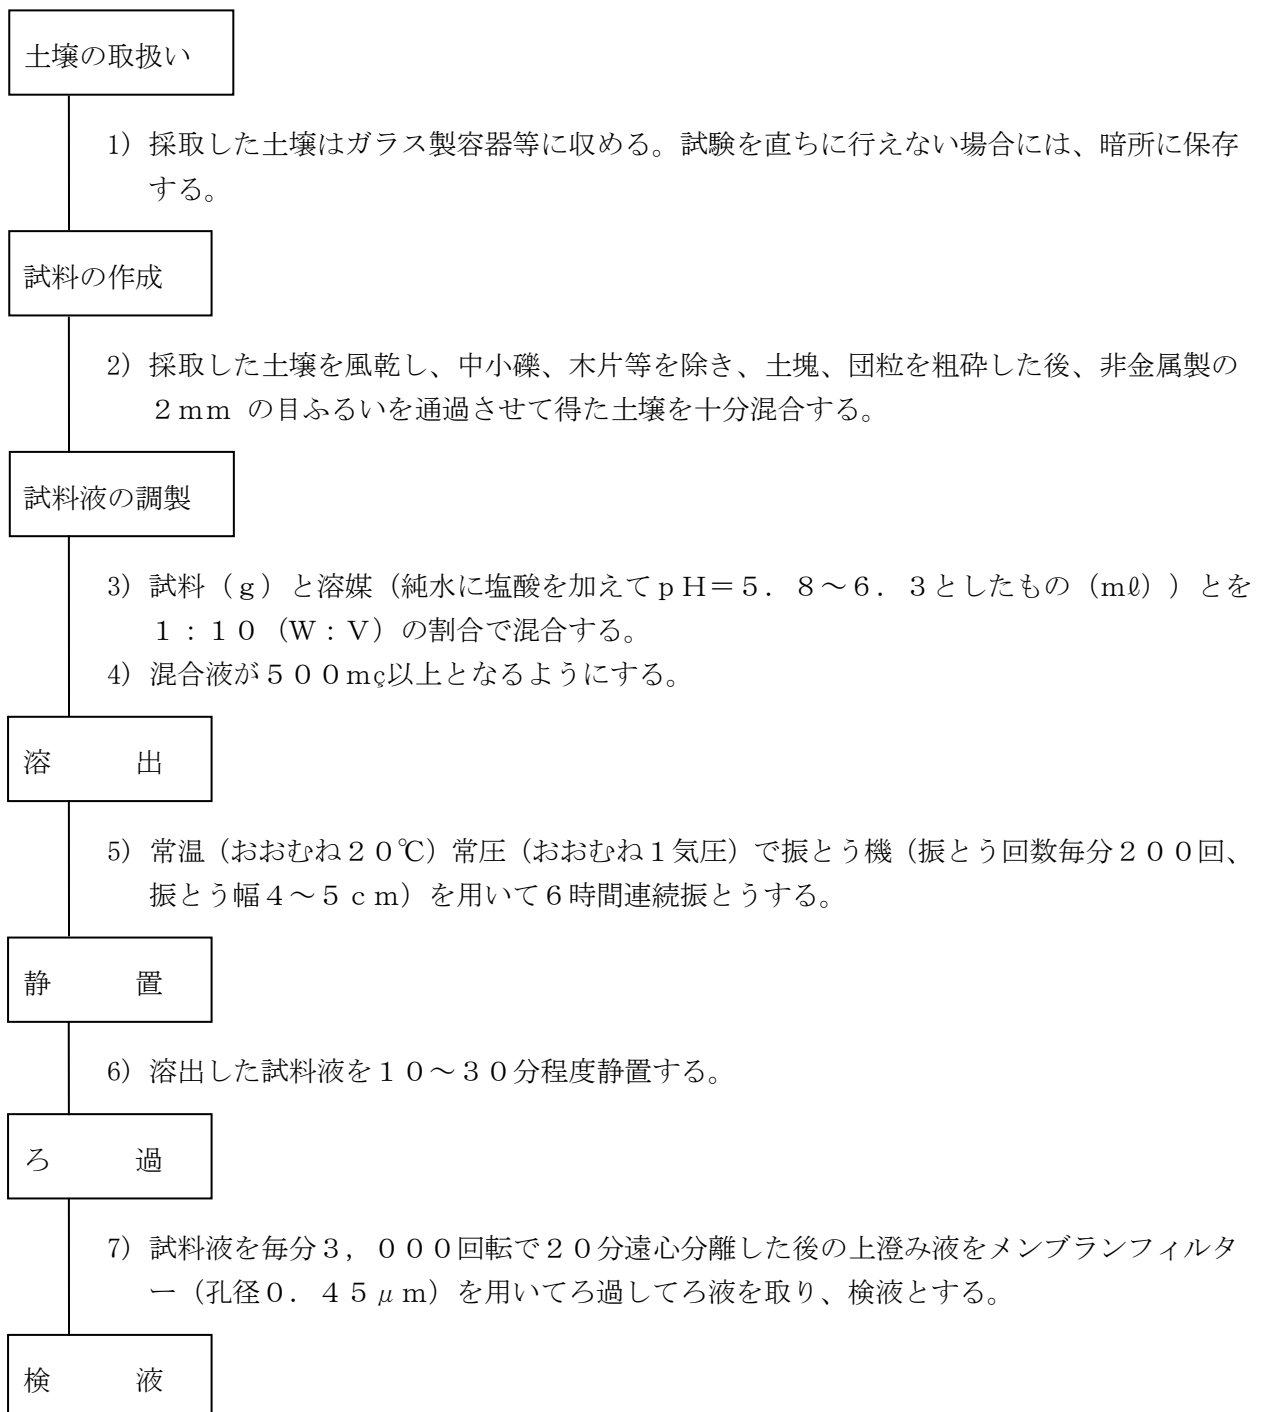 土壌の取扱い
1) 採取した土壌はガラス製容器等に収める。試験を直ちに行えない場合には、暗所に保存
する。
試料の作成
2) 採取した土壌を風乾し、中小礫、木片等を除き、土塊、団粒を粗砕した後、非金属製の
２mm の目ふるいを通過させて得た土壌を十分混合する。
試料液の調製
3) 試料（ｇ）と溶媒（純水に塩酸を加えてｐＨ＝５．８～６．３としたもの（mℓ））とを
１：１０（Ｗ：Ｖ）の割合で混合する。
4) 混合液が５００mç以上となるようにする。
溶　　　出
5) 常温（おおむね２０℃）常圧（おおむね１気圧）で振とう機（振とう回数毎分２００回、
振とう幅４～５ｃｍ）を用いて６時間連続振とうする。
静　　　置
6) 溶出した試料液を１０～３０分程度静置する。
ろ　　　過
7) 試料液を毎分３，０００回転で２０分遠心分離した後の上澄み液をメンブランフィルタ
ー（孔径０．４５μｍ）を用いてろ過してろ液を取り、検液とする。
検　　　液